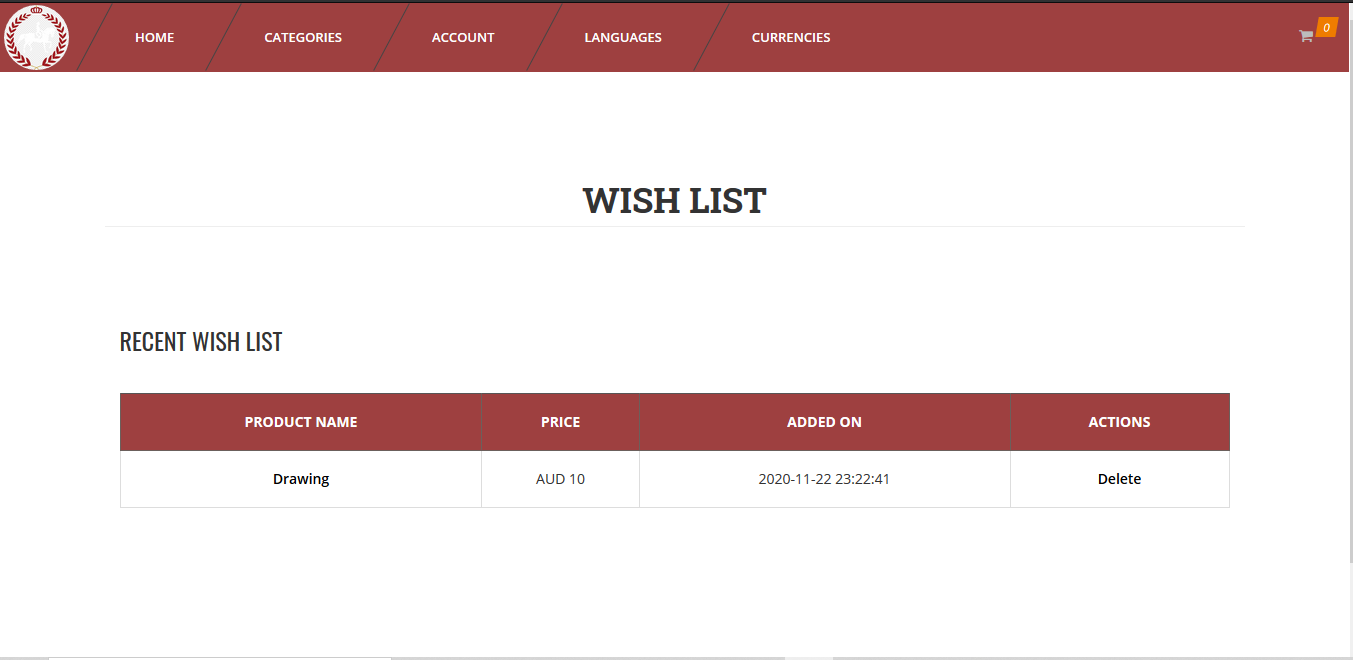 HOME CATEGORIES ACCOUNT LANGUAGES CURRENCIES 0
WISH LIST
RECENT WISH LIST
PRODUCT NAME PRICE ADDED ON ACTIONS
Drawing AUD 10 2020-11-22 23:22:41 Delete